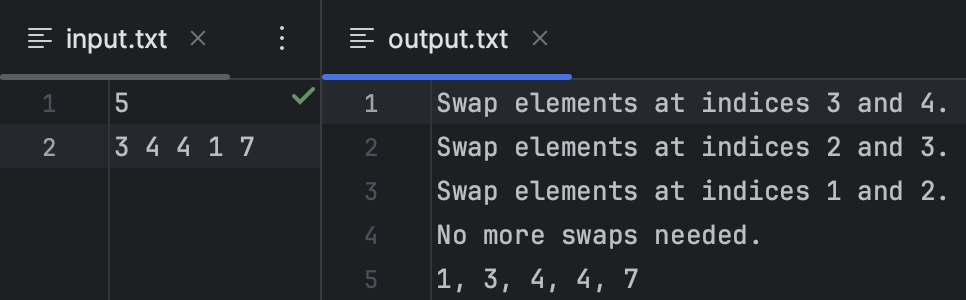 input.txt
output.txt
1 5
2 3 4 4 1 7
1 Swap elements at indices 3 and 4.
2 Swap elements at indices 2 and 3.
3 Swap elements at indices 1 and 2.
4 No more swaps needed.
5 1, 3, 4, 4, 7